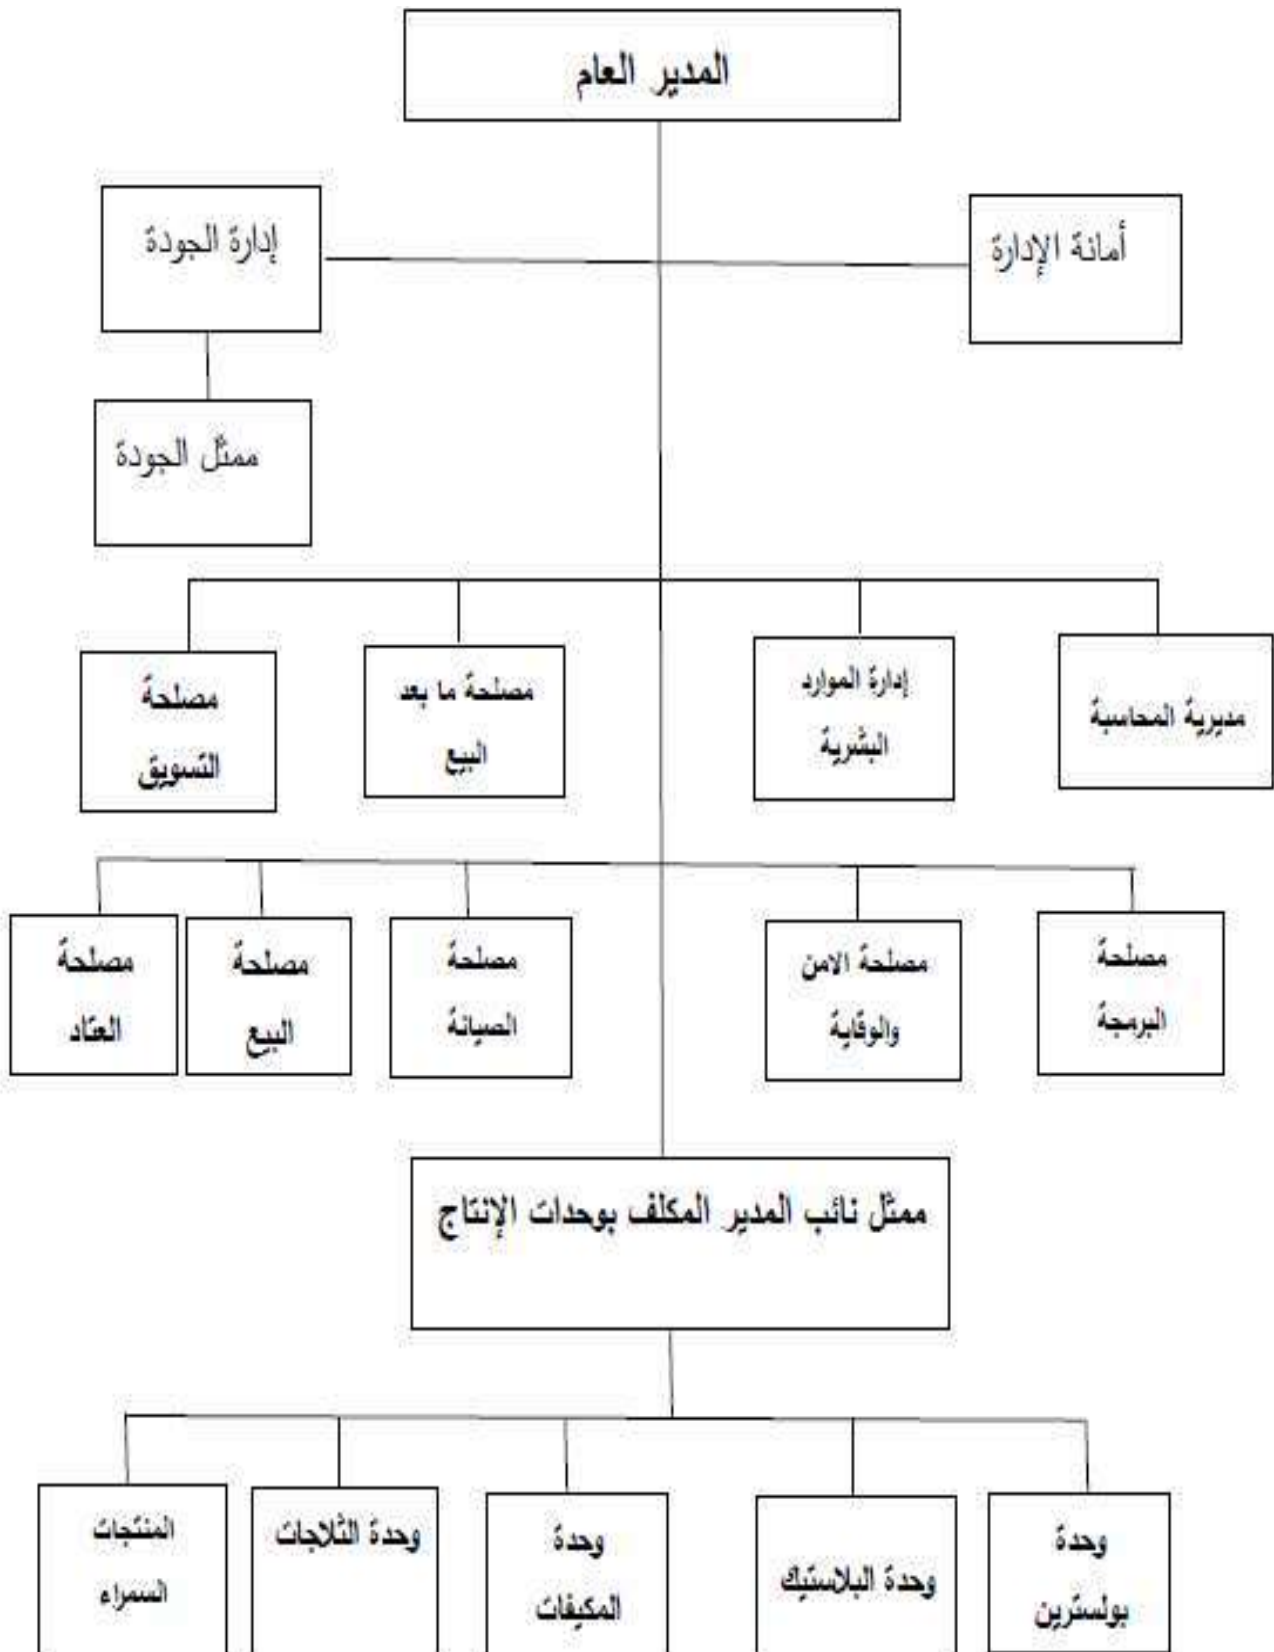 المدير العام
أمانة الإدارة
إدارة الجودة
ممثل الجودة
مديرية المحاسبة
إدارة الموارد
البشرية
مصلحة ما بعد
البيع
مصلحة
التسويق
مصلحة
البرمجة
مصلحة الامن
والوقاية
مصلحة
الصيانة
مصلحة
البيع
مصلحة
العتاد
ممثل نائب المدير المكلف بوحدات الإنتاج
وحدة
بولسترين
وحدة البلاستيك
وحدة
المكيفات
وحدة الثلاجات
المنتجات
السمراء